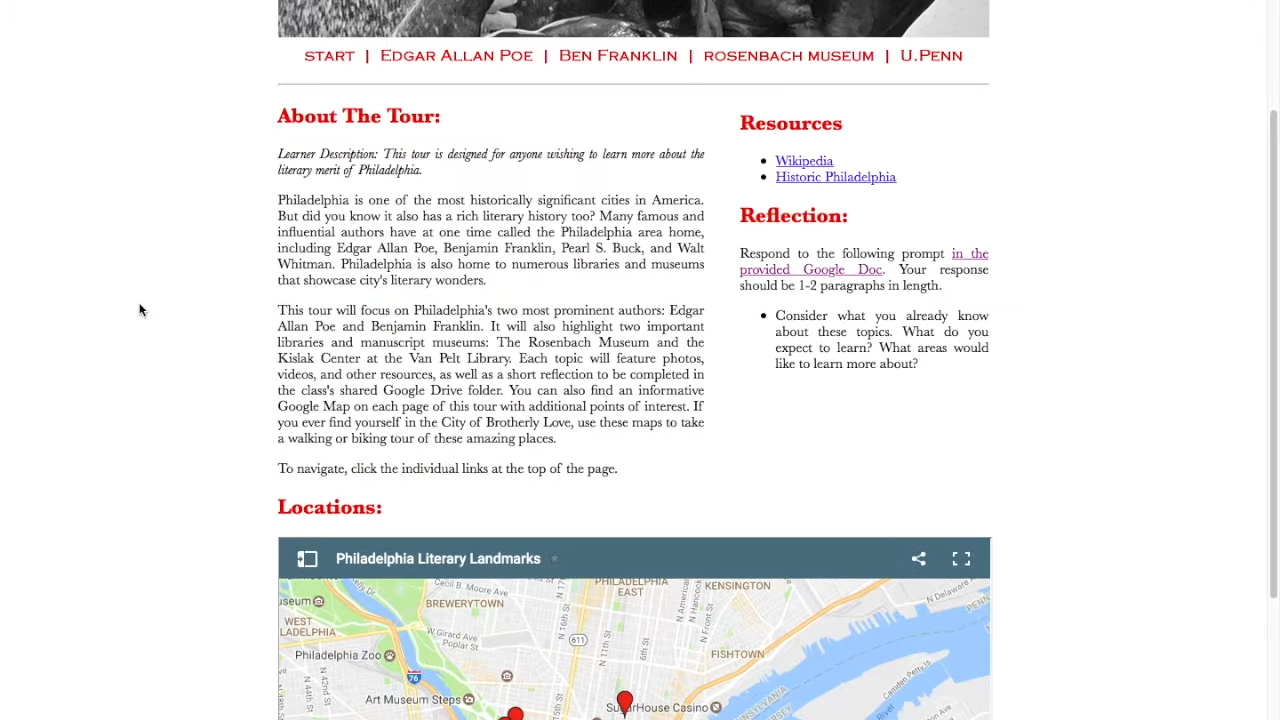 START | EDGAR ALLAN POE | BEN FRANKLIN | ROSENBACH MUSEUM | U.PENN
About The Tour:
Learner Description: This tour is designed for anyone wishing to learn more about the
literary merit of Philadelphia.
Philadelphia is one of the most historically significant cities in America.
But did you know it also has a rich literary history too? Many famous and
influential authors have at one time called the Philadelphia area home,
including Edgar Allan Poe, Benjamin Franklin, Pearl S. Buck, and Walt
Whitman. Philadelphia is also home to numerous libraries and museums
that showcase city's literary wonders.
This tour will focus on Philadelphia's two most prominent authors: Edgar
Allan Poe and Benjamin Franklin. It will also highlight two important
libraries and manuscript museums: The Rosenbach Museum and the
Kislak Center at the Van Pelt Library. Each topic will feature photos,
videos, and other resources, as well as a short reflection to be completed in
the class's shared Google Drive folder. You can also find an informative
Google Map on each page of this tour with additional points of interest. If
you ever find yourself in the City of Brotherly Love, use these maps to take
a walking or biking tour of these amazing places.
To navigate, click the individual links at the top of the page.
Resources
Wikipedia
Historic Philadelphia
Reflection:
Respond to the following prompt in the
provided Google Doc. Your response
should be 1-2 paragraphs in length.
Consider what you already know
about these topics. What do you
expect to learn? What areas would
like to learn more about?
Locations:
Philadelphia Literary Landmarks
Cecil B. Moore Ave
N 17th St
PHILADELPHIA
EAST
KENSINGTON
N Delaware Ave
useum
BREWERYTOWN
N 16th St
N American
N Hancock
N Front St
WEST
LADELPHIA
W Girard Ave
Poplar St
611
N 11th St
6th St
FISHTOWN
Philadelphia Zoo
76
N 44th St
N 42nd St
Camden Petty Is
Art Museum Steps
SugarHouse Casino